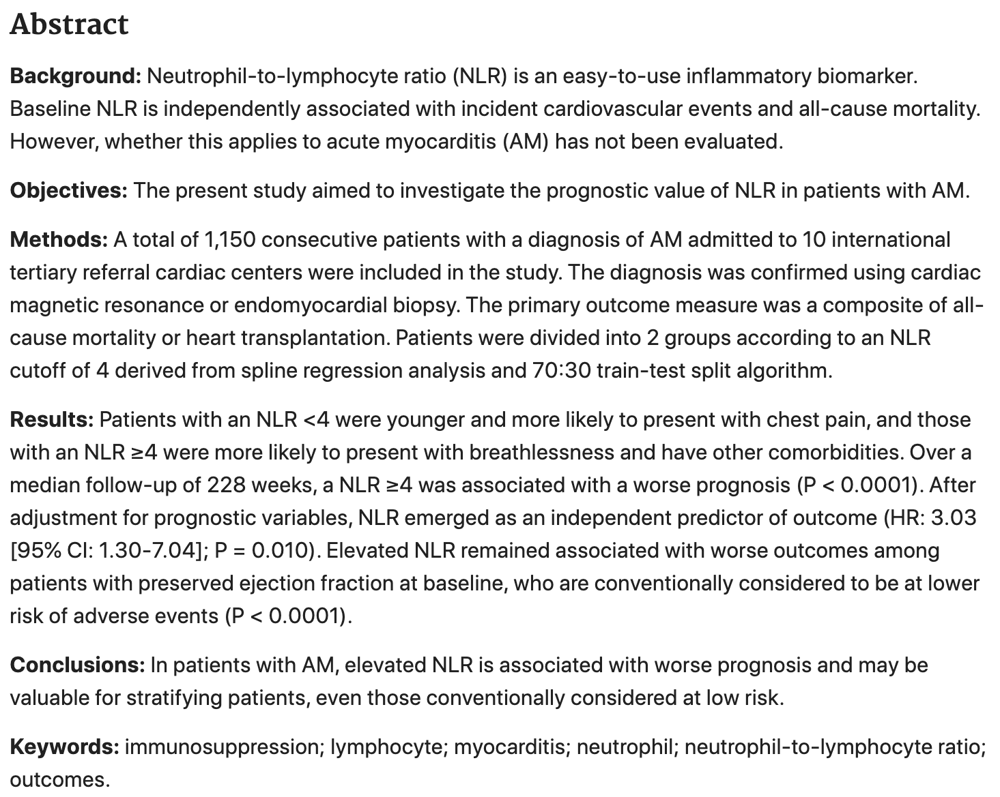 Abstract
Background: Neutrophil-to-lymphocyte ratio (NLR) is an easy-to-use inflammatory biomarker.
Baseline NLR is independently associated with incident cardiovascular events and all-cause mortality.
However, whether this applies to acute myocarditis (AM) has not been evaluated.
Objectives: The present study aimed to investigate the prognostic value of NLR in patients with AM.
Methods: A total of 1,150 consecutive patients with a diagnosis of AM admitted to 10 international
tertiary referral cardiac centers were included in the study. The diagnosis was confirmed using cardiac
magnetic resonance or endomyocardial biopsy. The primary outcome measure was a composite of all-
cause mortality or heart transplantation. Patients were divided into 2 groups according to an NLR
cutoff of 4 derived from spline regression analysis and 70:30 train-test split algorithm.
Results: Patients with an NLR <4 were younger and more likely to present with chest pain, and those
with an NLR ≥4 were more likely to present with breathlessness and have other comorbidities. Over a
median follow-up of 228 weeks, a NLR ≥4 was associated with a worse prognosis (P < 0.0001). After
adjustment for prognostic variables, NLR emerged as an independent predictor of outcome (HR: 3.03
[95% CI: 1.30-7.04]; P = 0.010). Elevated NLR remained associated with worse outcomes among
patients with preserved ejection fraction at baseline, who are conventionally considered to be at lower
risk of adverse events (P < 0.0001).
Conclusions: In patients with AM, elevated NLR is associated with worse prognosis and may be
valuable for stratifying patients, even those conventionally considered at low risk.
Keywords: immunosuppression; lymphocyte; myocarditis; neutrophil; neutrophil-to-lymphocyte ratio;
outcomes.